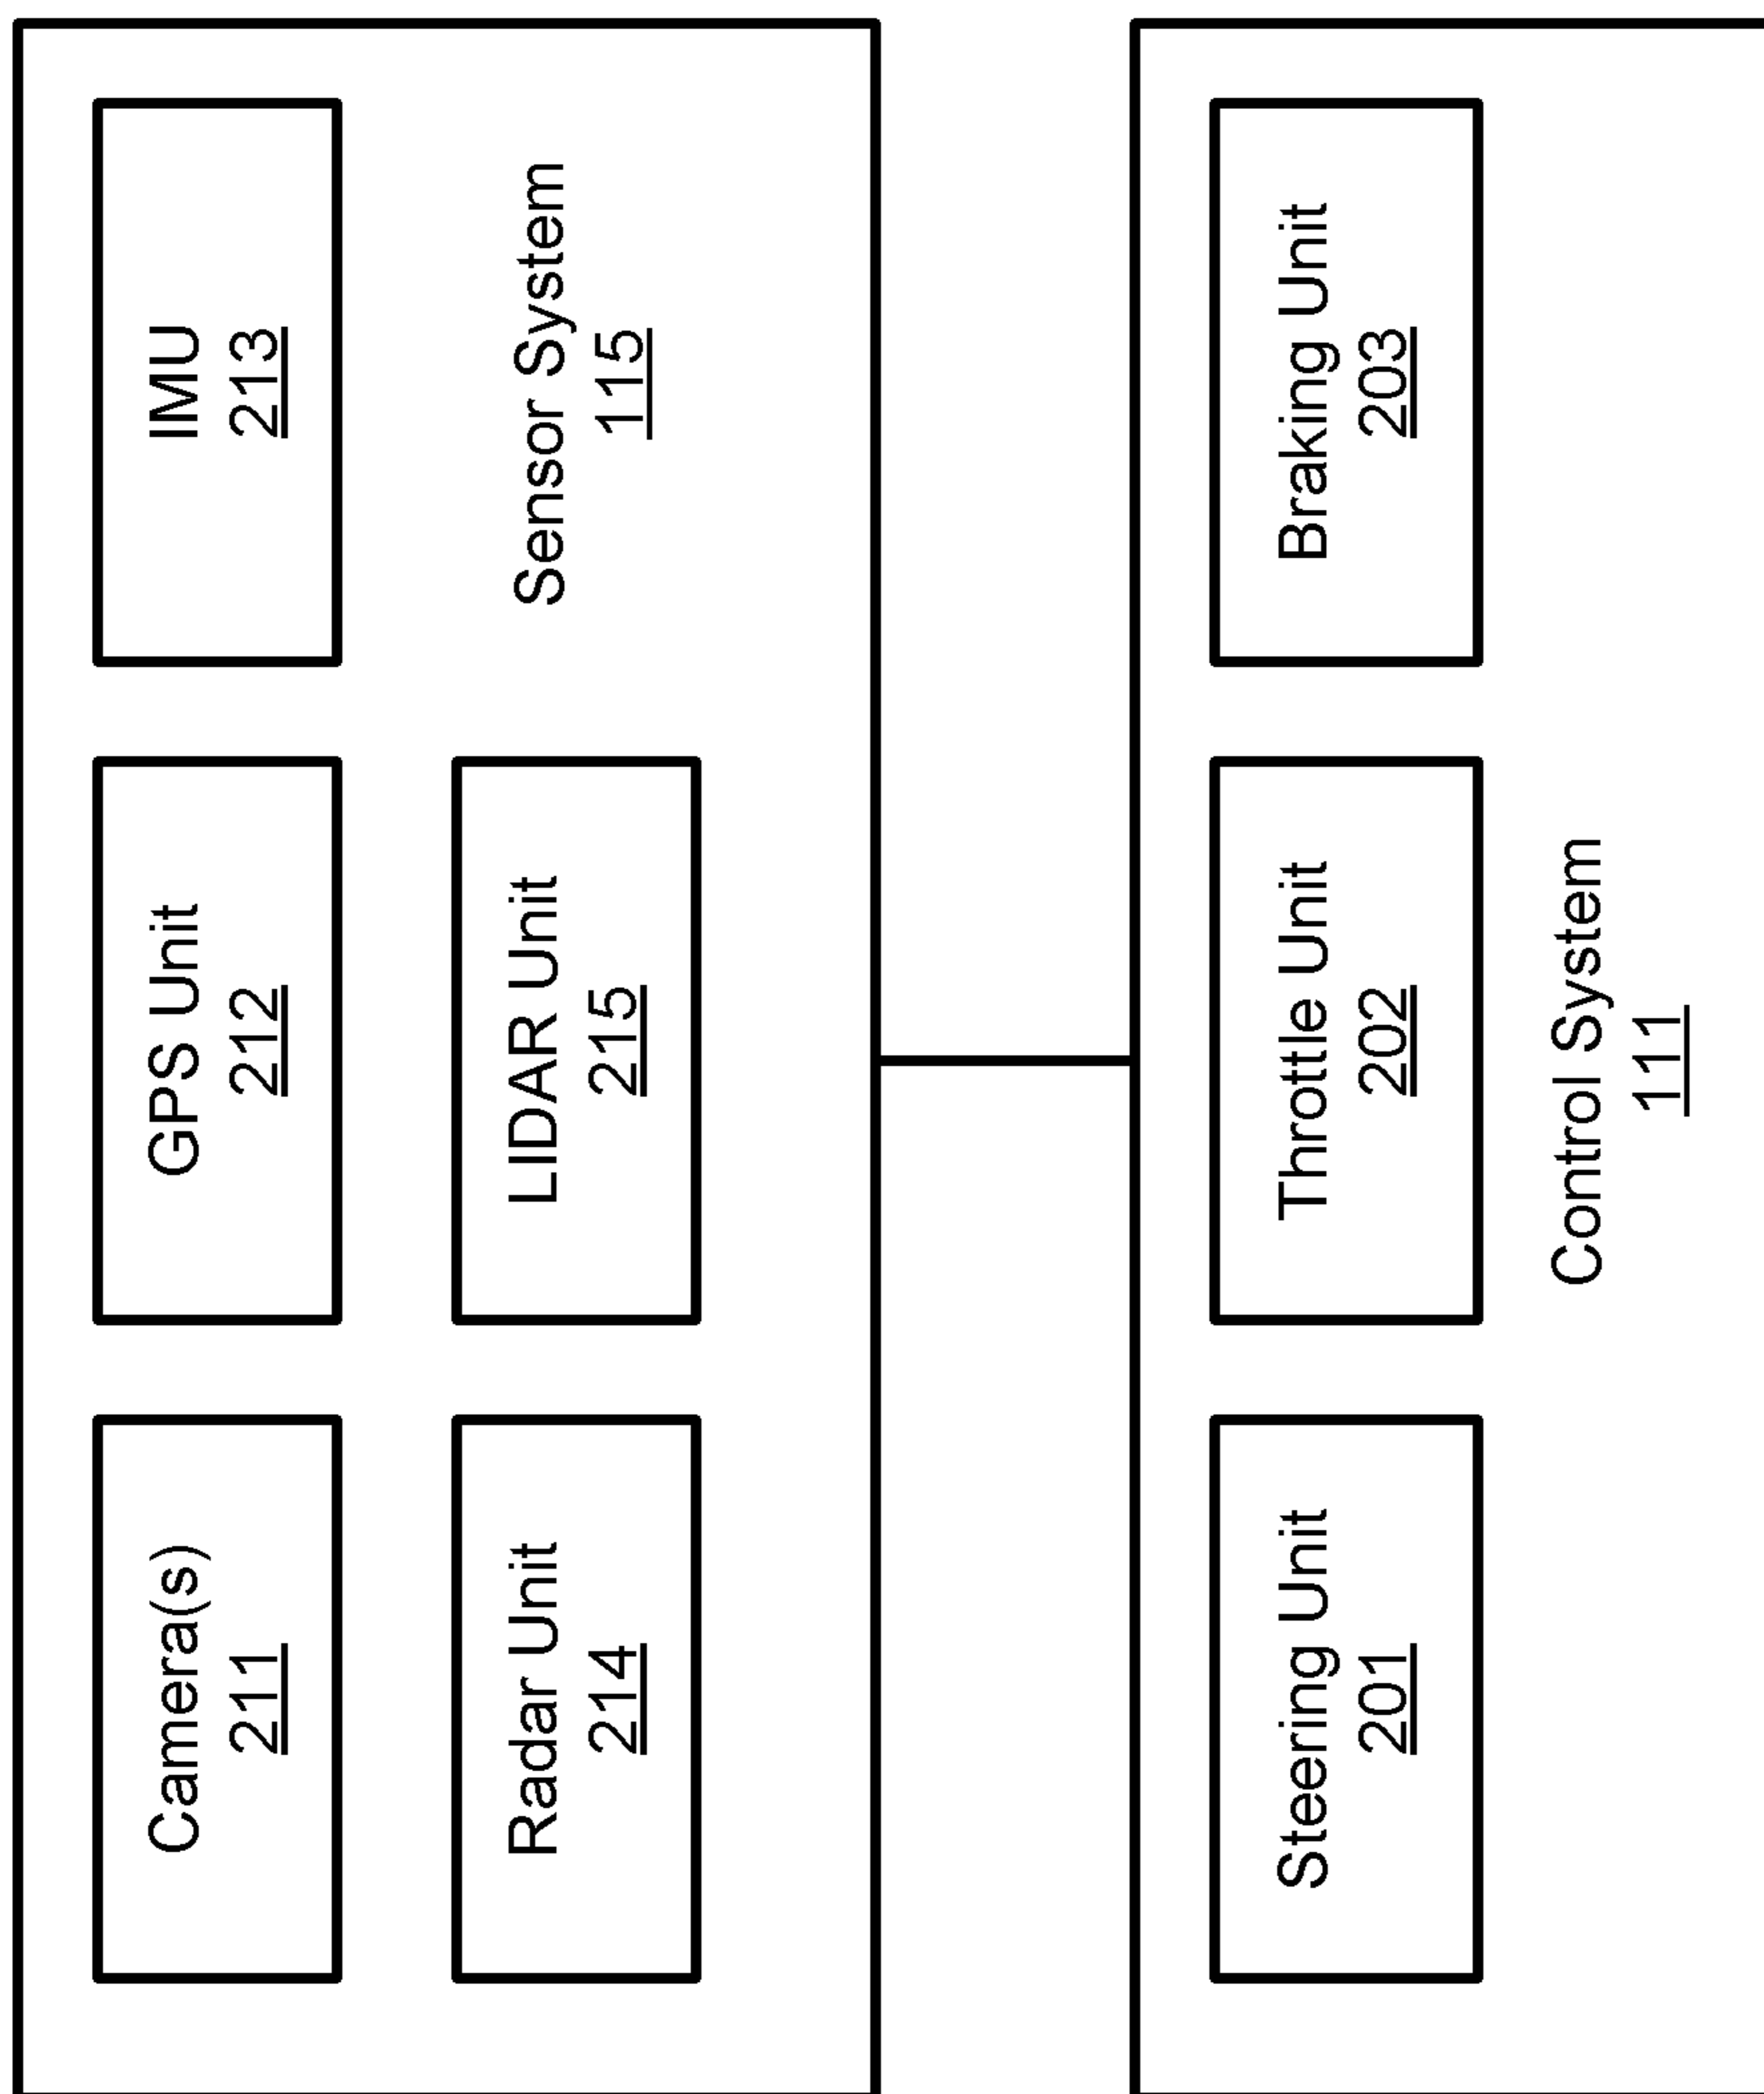 Camera(s)
211
GPS Unit
212
IMU
213
Radar Unit
214
LIDAR Unit
215
Sensor System
115
Steering Unit
201
Throttle Unit
202
Braking Unit
203
Control System
111